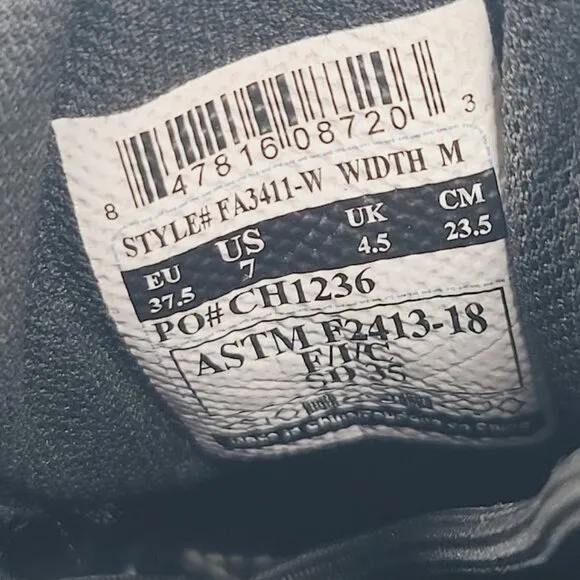 8 47816 08720 3
STYLE# FA3411-W WIDTH M
EU US UK CM
37.5 7 4.5 23.5
PO# CH1236
ASTM F2413-18
F/I/C
SD 35